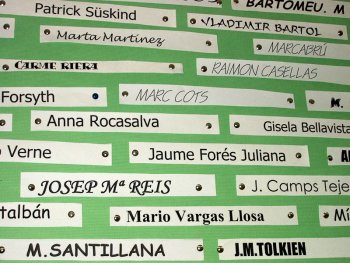 Patrick Süskind
BARTOMEU. M.
VLADIMIR BARTOL
Marta Martínez
MARCABRÚ
CARME RIERA
RAIMON CASELLAS
Forsyth
MARC COTS
M.
Anna Rocasalva
Gisela Bellavista
Verne
Jaume Forés Juliana
JOSEP Mª REIS
J. Camps Teje
talbán
Mario Vargas Llosa
M.SANTILLANA
J.M.TOLKIEN